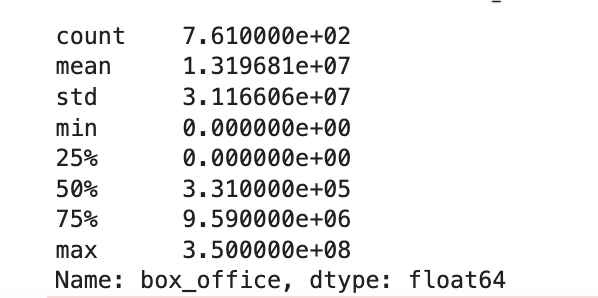 count    7.610000e+02
mean     1.319681e+07
std      3.116606e+07
min      0.000000e+00
25%      0.000000e+00
50%      3.310000e+05
75%      9.590000e+06
max      3.500000e+08
Name: box_office, dtype: float64